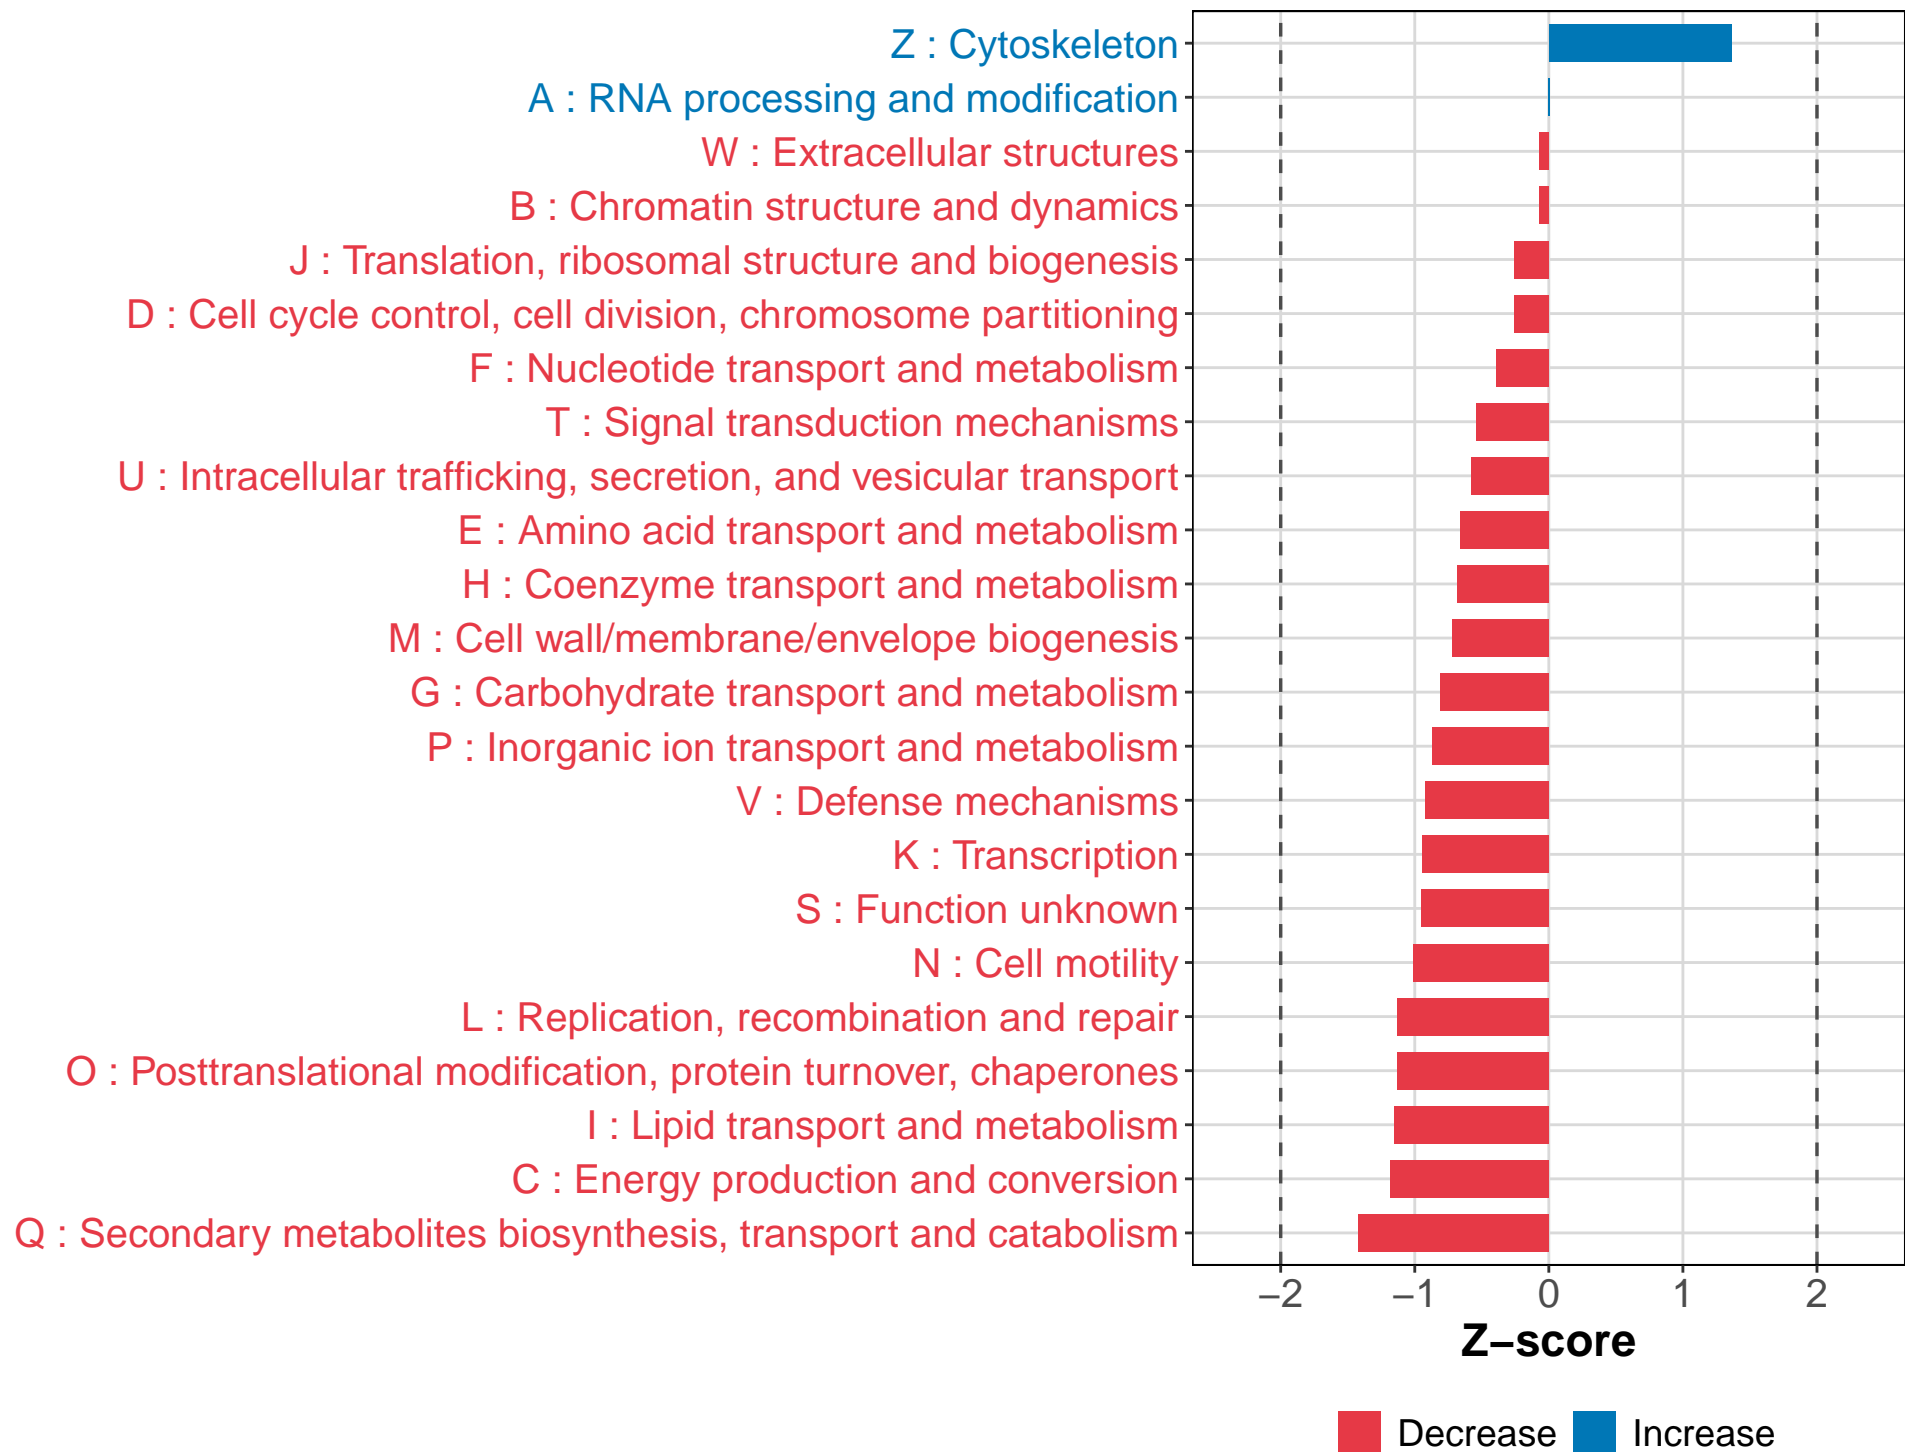 Z : Cytoskeleton
A : RNA processing and modification
W : Extracellular structures
B : Chromatin structure and dynamics
J : Translation, ribosomal structure and biogenesis
D : Cell cycle control, cell division, chromosome partitioning
F : Nucleotide transport and metabolism
T : Signal transduction mechanisms
U : Intracellular trafficking, secretion, and vesicular transport
E : Amino acid transport and metabolism
H : Coenzyme transport and metabolism
M : Cell wall/membrane/envelope biogenesis
G : Carbohydrate transport and metabolism
P : Inorganic ion transport and metabolism
V : Defense mechanisms
K : Transcription
S : Function unknown
N : Cell motility
L : Replication, recombination and repair
O : Posttranslational modification, protein turnover, chaperones
I : Lipid transport and metabolism
C : Energy production and conversion
Q : Secondary metabolites biosynthesis, transport and catabolism
−2 −1 0 1 2
Z−score
Decrease Increase